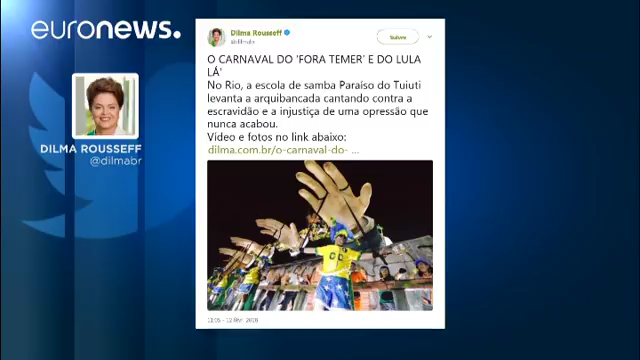 euronews.
Dilma Rousseff
@dilmabr
Suivre
O CARNAVAL DO 'FORA TEMER' E DO LULA
LÁ'
No Rio, a escola de samba Paraíso do Tuiuti
levanta a arquibancada cantando contra a
escravidão e a injustiça de uma opressão que
nunca acabou.
Vídeo e fotos no link abaixo:
dilma.com.br/o-carnaval-do- ...
DILMA ROUSSEFF
@dilmabr